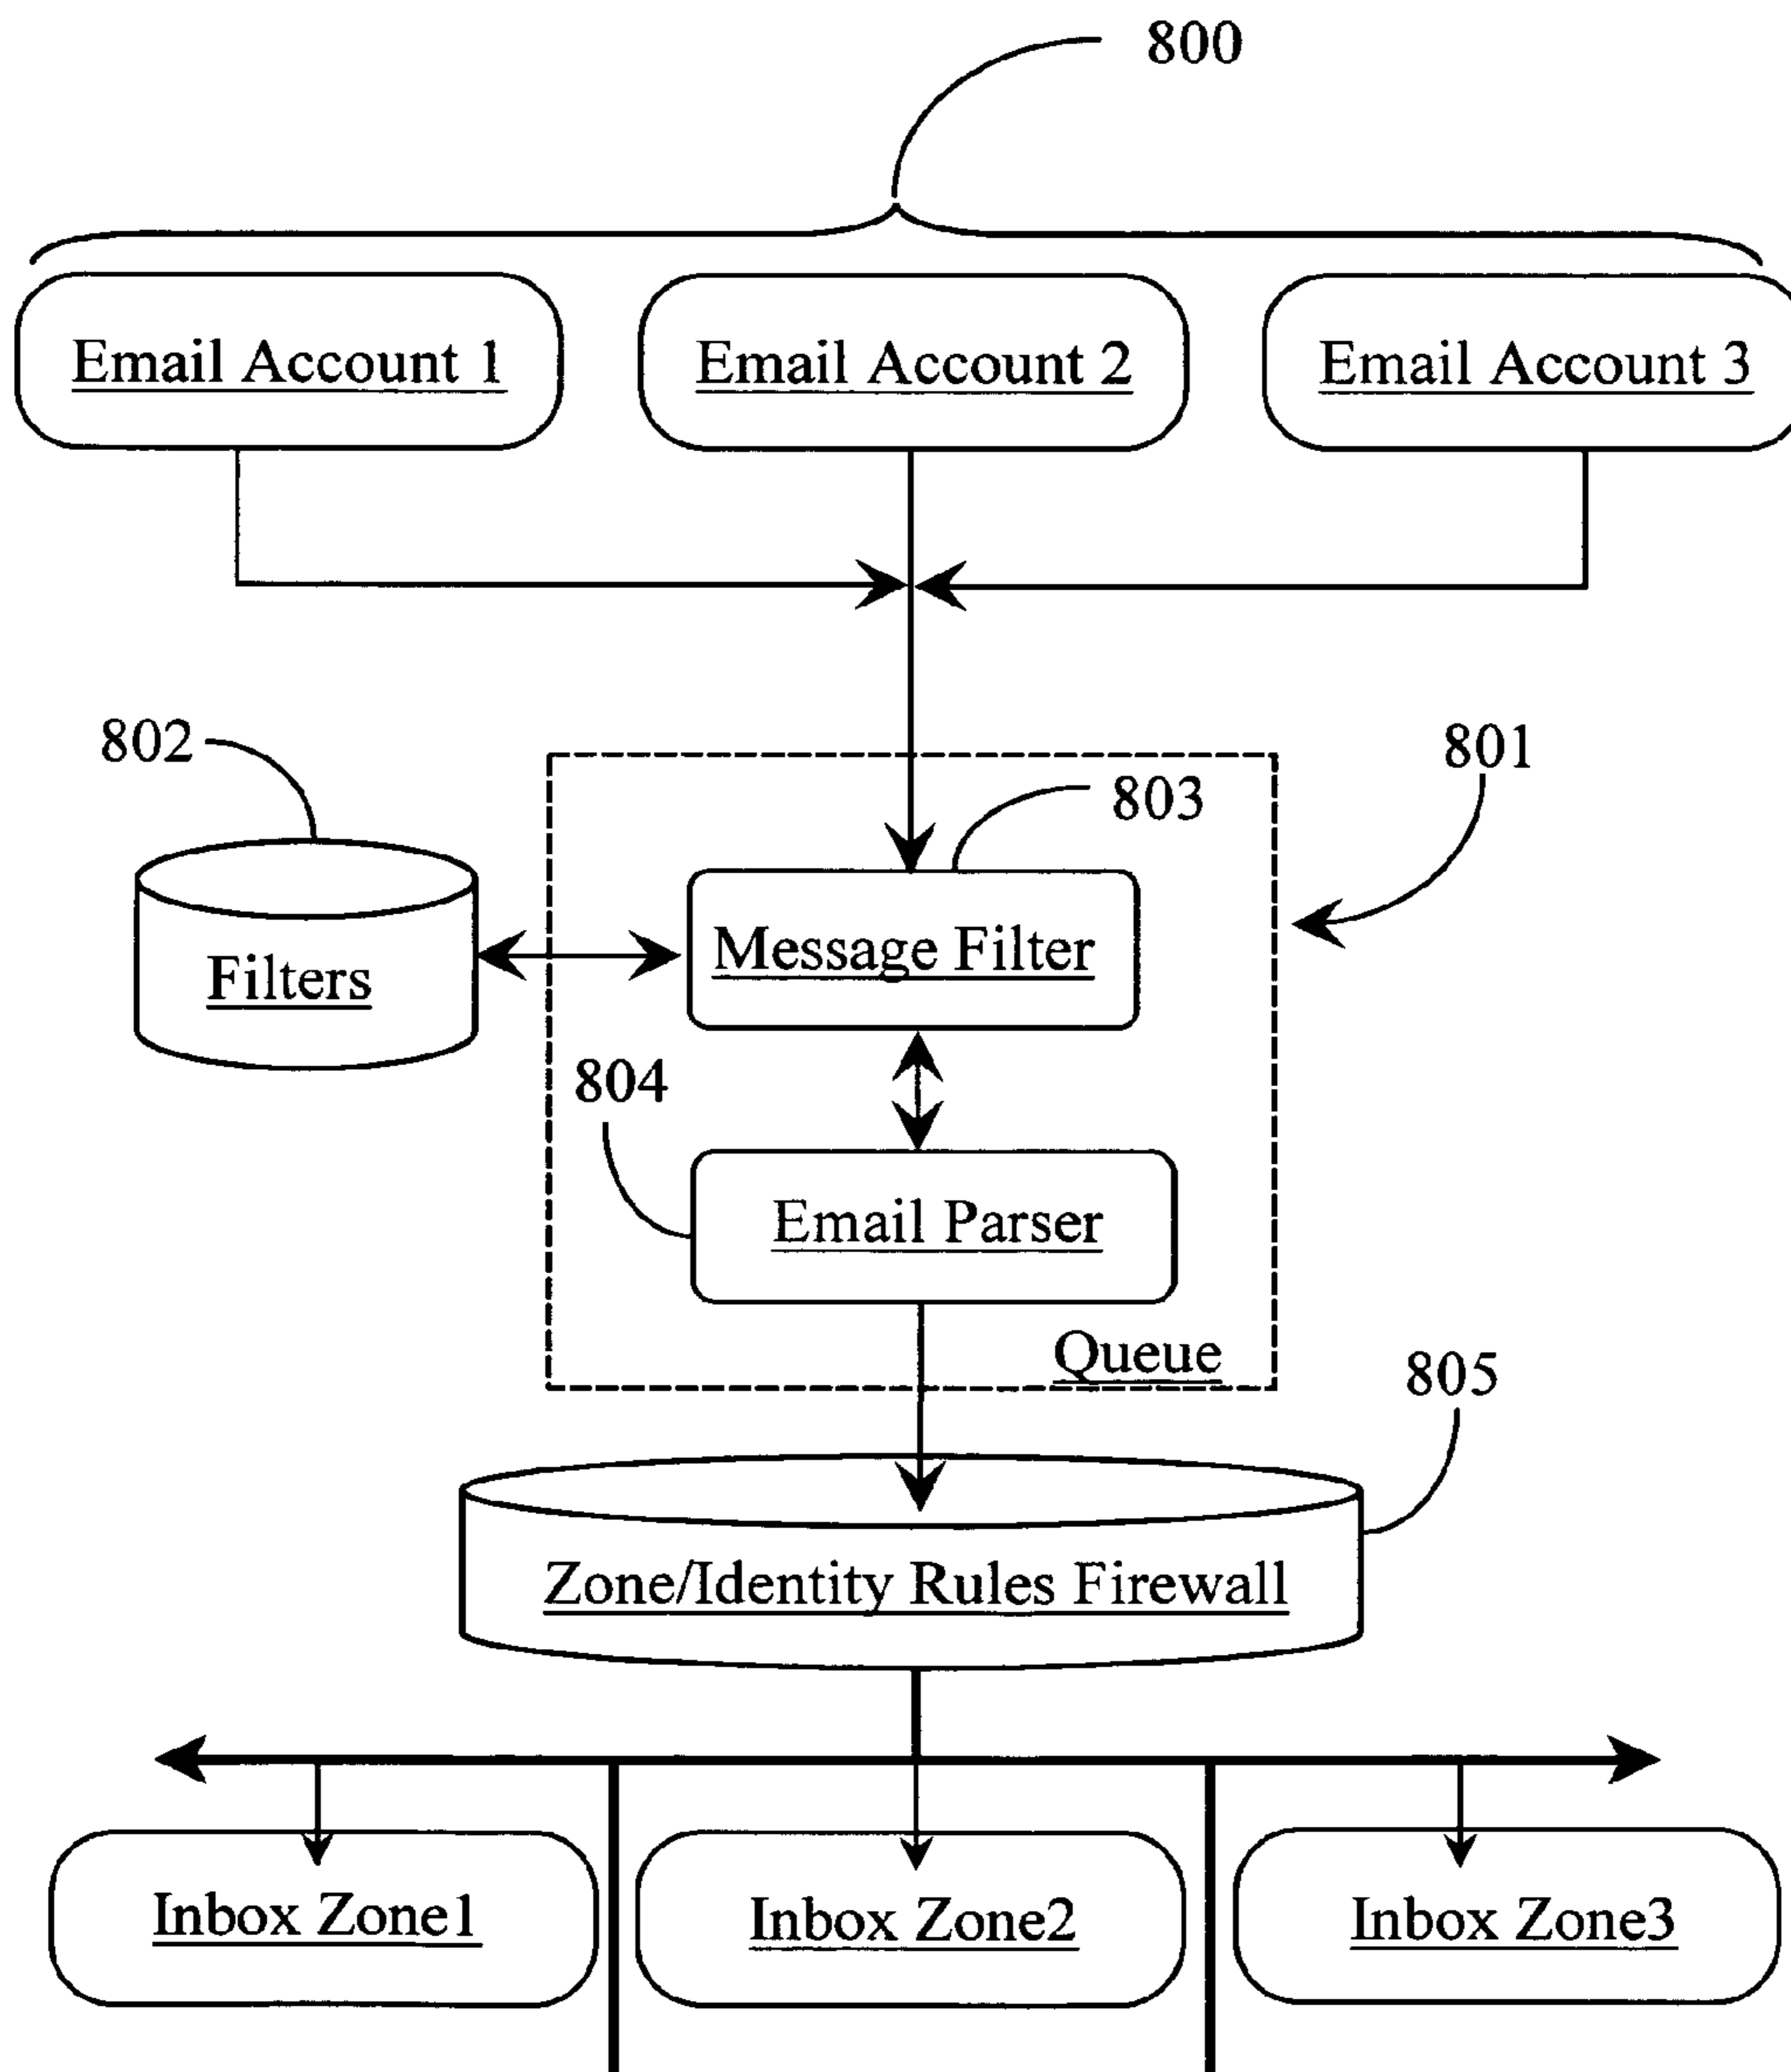 800
Email Account 1
Email Account 2
Email Account 3
802
801
803
Message Filter
Filters
804
Email Parser
Queue
805
Zone/Identity Rules Firewall
Inbox Zone1
Inbox Zone2
Inbox Zone3